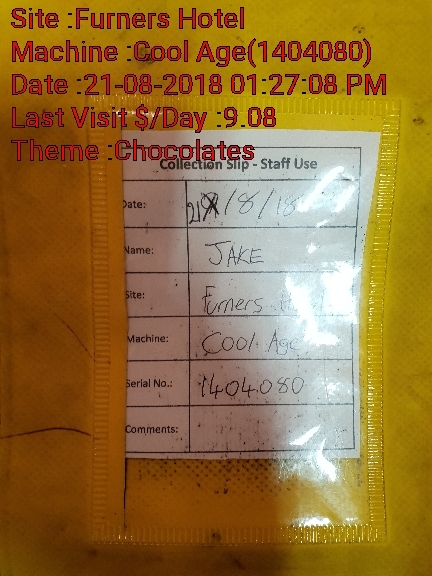 Site :Furners Hotel
Machine :Cool Age(1404080)
Date :21-08-2018 01:27:08 PM
Last Visit $/Day :9.08
Theme :Chocolates
Collection Slip - Staff Use
Date: 21/8/18
Name: JAKE
Site: Furners
Machine: Cool Age
Serial No.: 1404080
Comments: